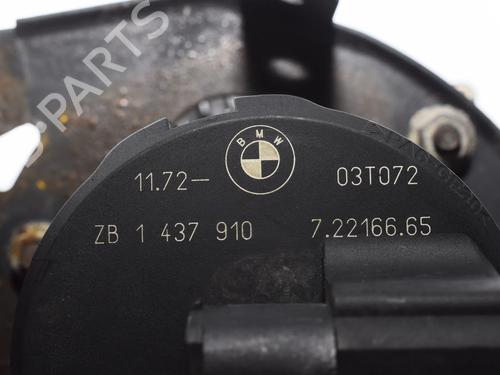 PARTS
BMW
11.72— 03T072
ZB 1 437 910 7.22166.65